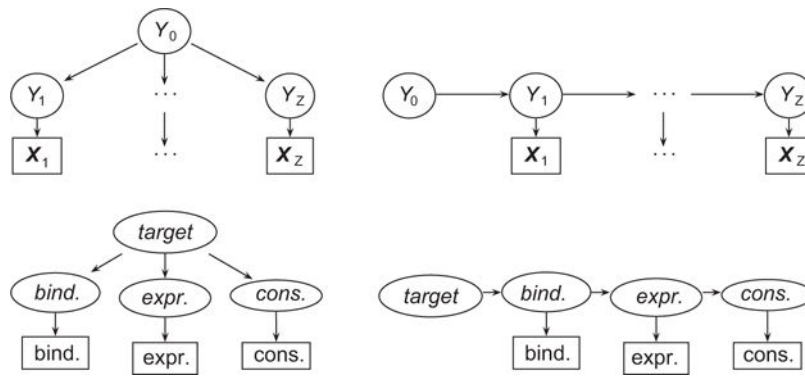 Y₀
Y₁ ⋯ Y_Z
X₁ ⋯ X_Z
Y₀ Y₁ ⋯ Y_Z
X₁ ⋯ X_Z
target
bind. expr. cons.
bind. expr. cons.
target bind. expr. cons.
bind. expr. cons.